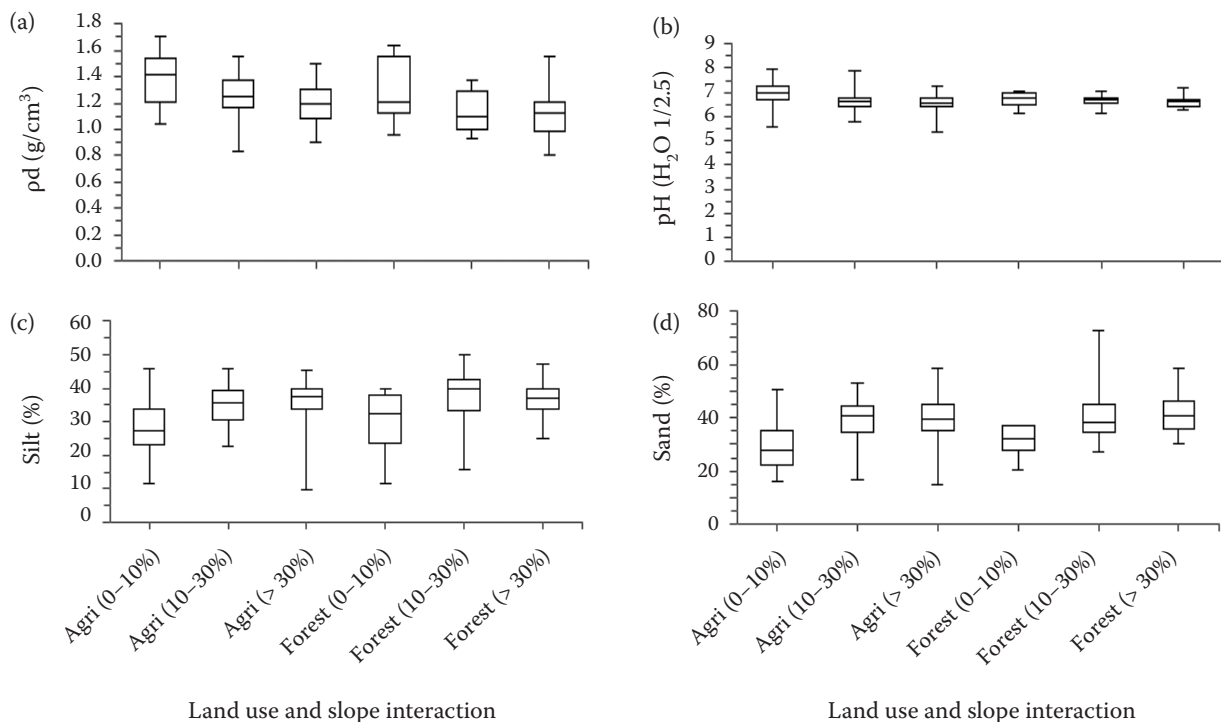 (a)
ρd (g/cm³)
1.8
1.6
1.4
1.2
1.0
0.8
0.6
0.4
0.2
0.0
(b)
pH (H₂O 1/2.5)
9
8
7
6
5
4
3
2
1
0
(c)
Silt (%)
60
50
40
30
20
10
0
Agri (0–10%)
Agri (10–30%)
Agri (> 30%)
Forest (0–10%)
Forest (10–30%)
Forest (> 30%)
Land use and slope interaction
(d)
Sand (%)
80
60
40
20
0
Agri (0–10%)
Agri (10–30%)
Agri (> 30%)
Forest (0–10%)
Forest (10–30%)
Forest (> 30%)
Land use and slope interaction